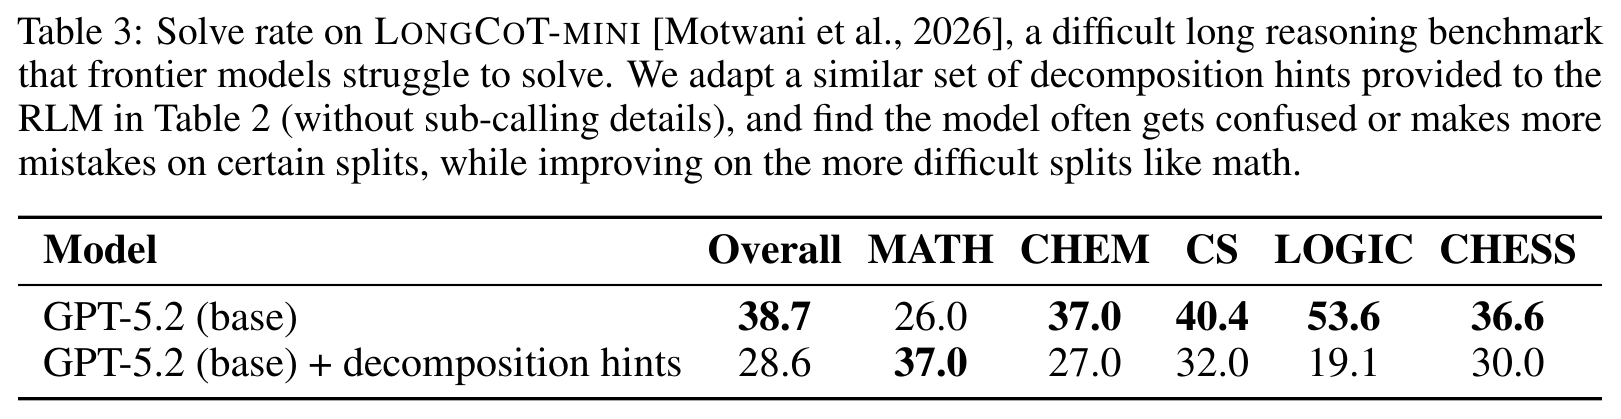 Table 3: Solve rate on LONGCOT-MINI [Motwani et al., 2026], a difficult long reasoning benchmark
that frontier models struggle to solve. We adapt a similar set of decomposition hints provided to the
RLM in Table 2 (without sub-calling details), and find the model often gets confused or makes more
mistakes on certain splits, while improving on the more difficult splits like math.
Model Overall MATH CHEM CS LOGIC CHESS
GPT-5.2 (base) 38.7 26.0 37.0 40.4 53.6 36.6
GPT-5.2 (base) + decomposition hints 28.6 37.0 27.0 32.0 19.1 30.0